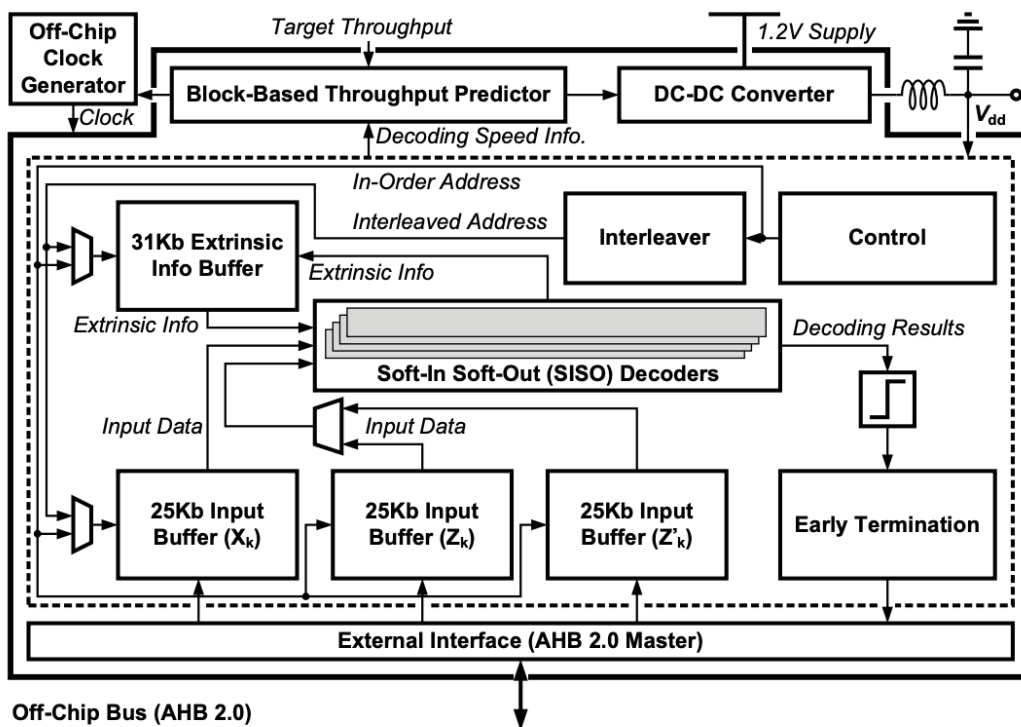 Off-Chip
Clock
Generator
Target Throughput
1.2V Supply
Block-Based Throughput Predictor
DC-DC Converter
Clock
Vdd
Decoding Speed Info.
In-Order Address
Interleaved Address
31Kb Extrinsic
Info Buffer
Interleaver
Control
Extrinsic Info
Extrinsic Info
Decoding Results
Soft-In Soft-Out (SISO) Decoders
Input Data
Input Data
25Kb Input
Buffer (Xk)
25Kb Input
Buffer (Zk)
25Kb Input
Buffer (Z'k)
Early Termination
External Interface (AHB 2.0 Master)
Off-Chip Bus (AHB 2.0)